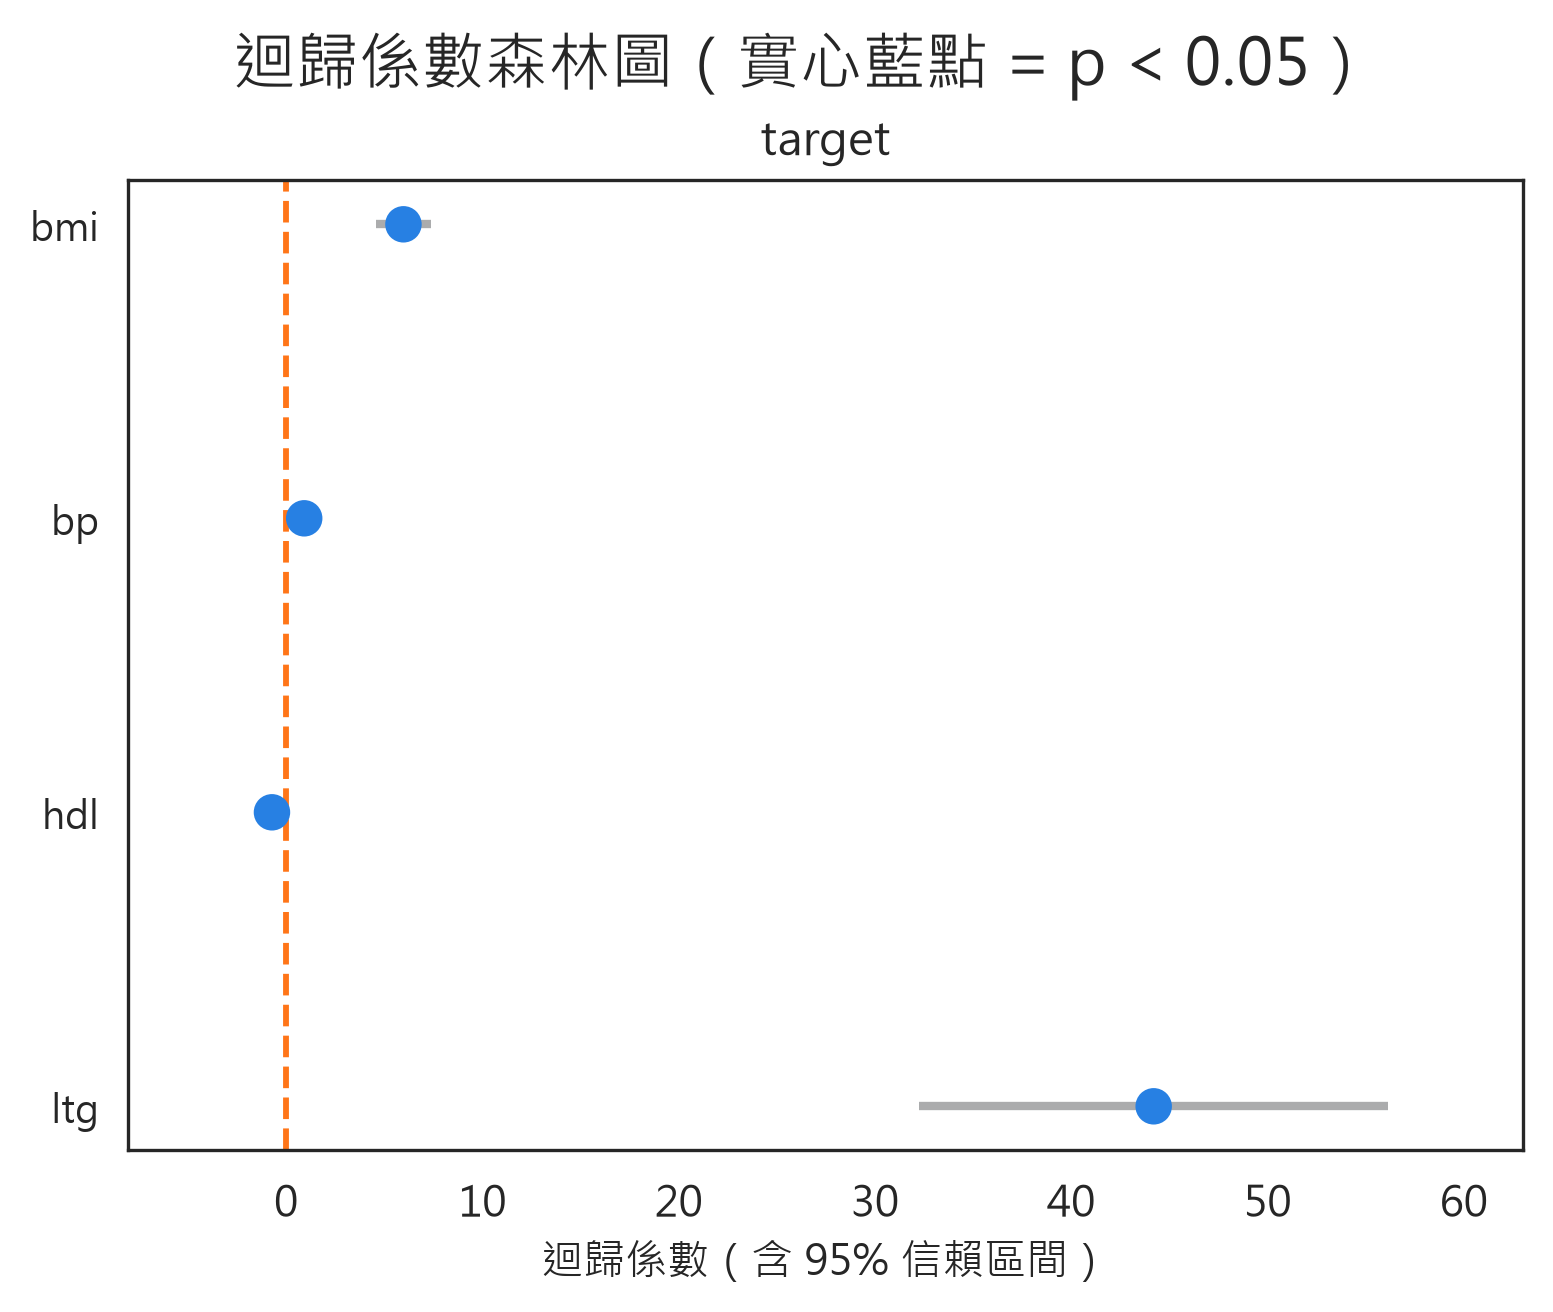 迴歸係數森林圖（實心藍點 = p < 0.05）
target
bmi
bp
hdl
ltg
0 10 20 30 40 50 60
迴歸係數（含 95% 信賴區間）